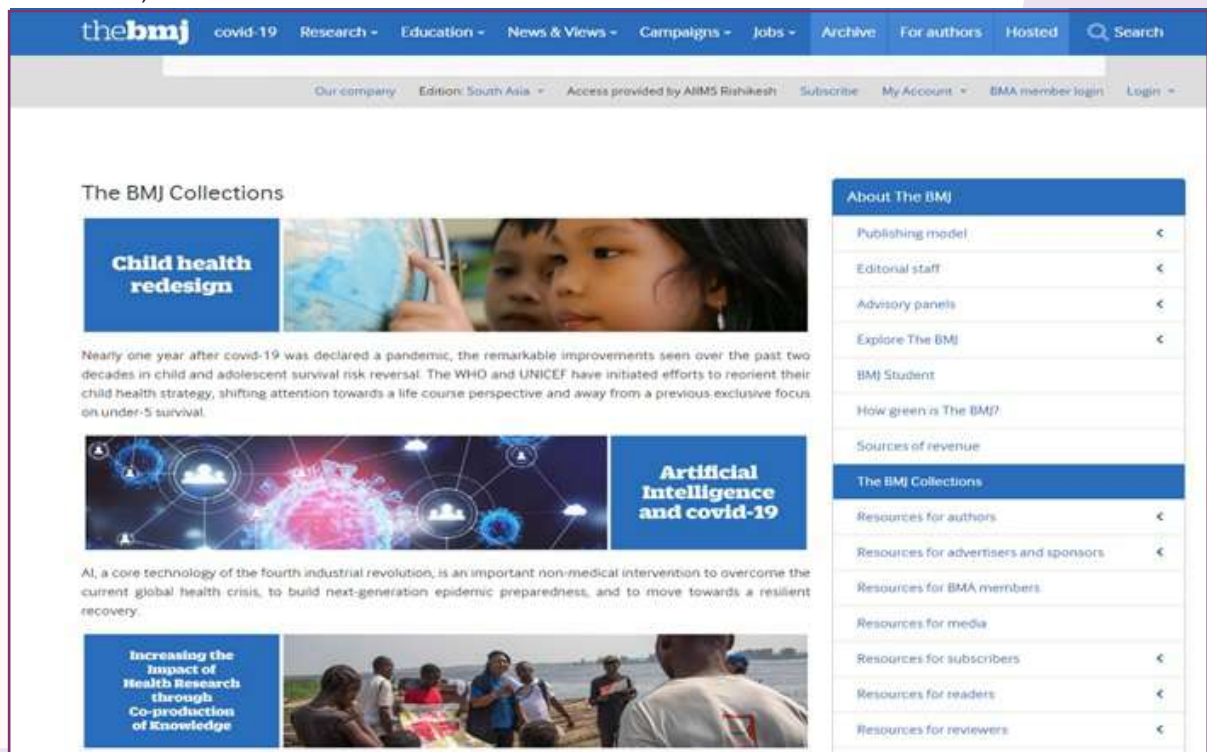 thebmj covid-19 Research Education News & Views Campaigns Jobs Archive For authors Hosted Search
Our company Edition: South Asia Access provided by AIIMS Rishikesh Subscribe My Account BMA member login Login
The BMJ Collections
Child health
redesign
Nearly one year after covid-19 was declared a pandemic, the remarkable improvements seen over the past two
decades in child and adolescent survival risk reversal. The WHO and UNICEF have initiated efforts to reorient their
child health strategy, shifting attention towards a life course perspective and away from a previous exclusive focus
on under-5 survival.
Artificial
Intelligence
and covid-19
AI, a core technology of the fourth industrial revolution, is an important non-medical intervention to overcome the
current global health crisis, to build next-generation epidemic preparedness, and to move towards a resilient
recovery.
Increasing the
Impact of
Health Research
through
Co-production
of Knowledge
About The BMJ
Publishing model
Editorial staff
Advisory panels
Explore The BMJ
BMJ Student
How green is The BMJ?
Sources of revenue
The BMJ Collections
Resources for authors
Resources for advertisers and sponsors
Resources for BMA members
Resources for media
Resources for subscribers
Resources for readers
Resources for reviewers